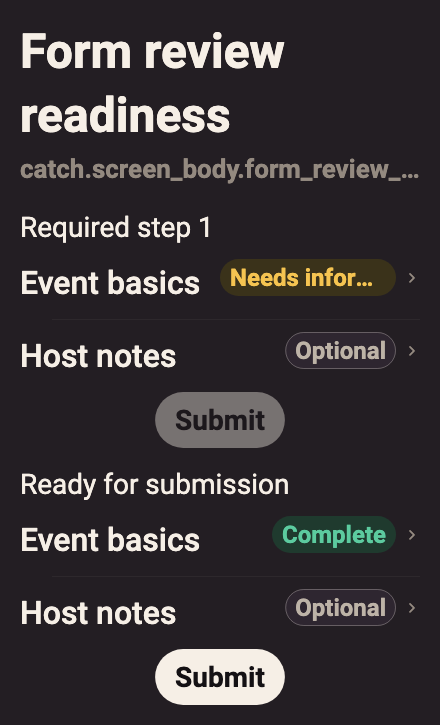 Form review
readiness
catch.screen_body.form_review_…
Required step 1
Event basics
Needs infor…
Host notes
Optional
Submit
Ready for submission
Event basics
Complete
Host notes
Optional
Submit